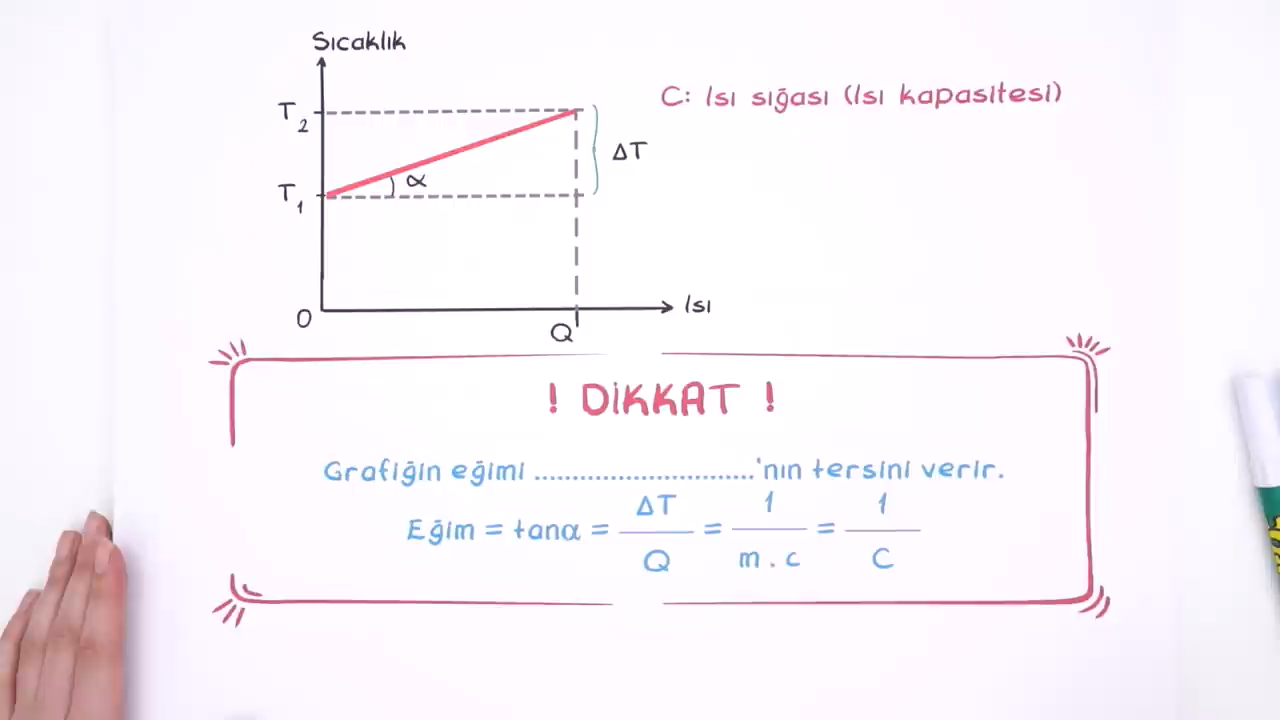 Sıcaklık
T2
T1
α
ΔT
0
Q
Isı
C: Isı sığası (Isı kapasitesi)
! DİKKAT !
Grafiğin eğimi ............................'nın tersini verir.
Eğim = tanα = ΔT/Q = 1/m.c = 1/C